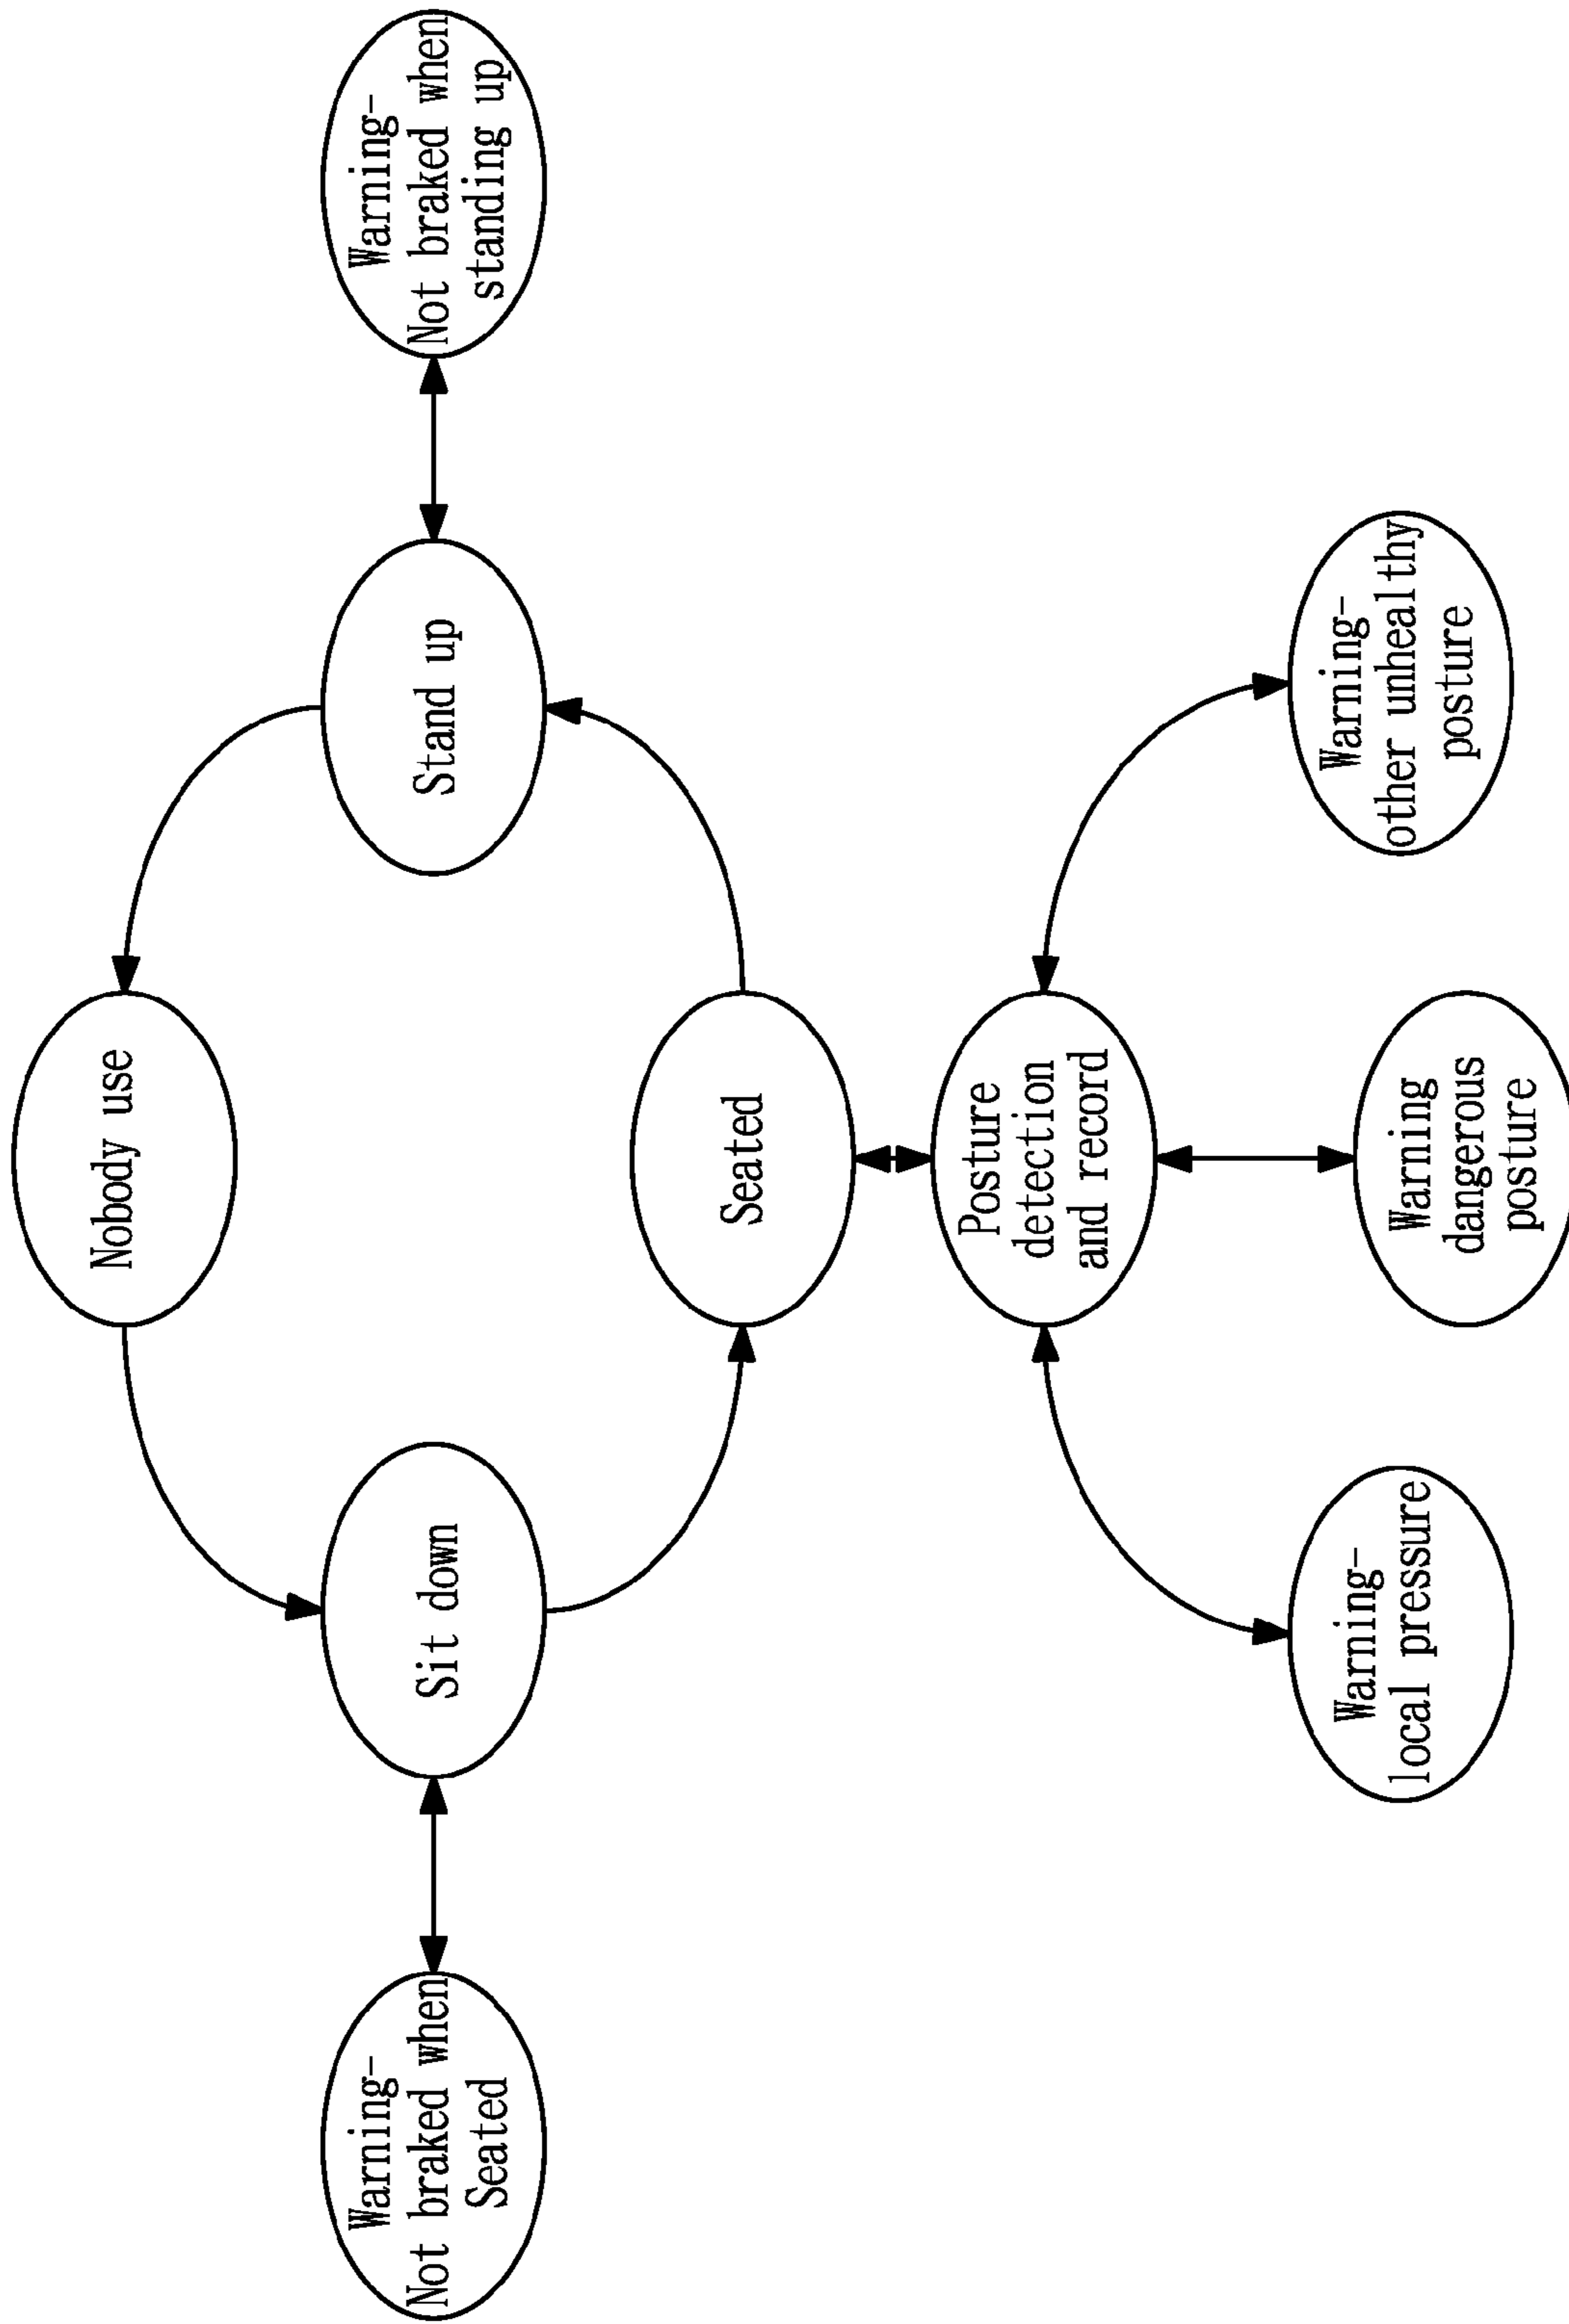 Nobody use
Warning-
Not braked when
Seated
Sit down
Stand up
Warning-
Not braked when
standing up
Seated
Posture
detection
and record
Warning-
local pressure
Warning
dangerous
posture
Warning-
other unhealthy
posture